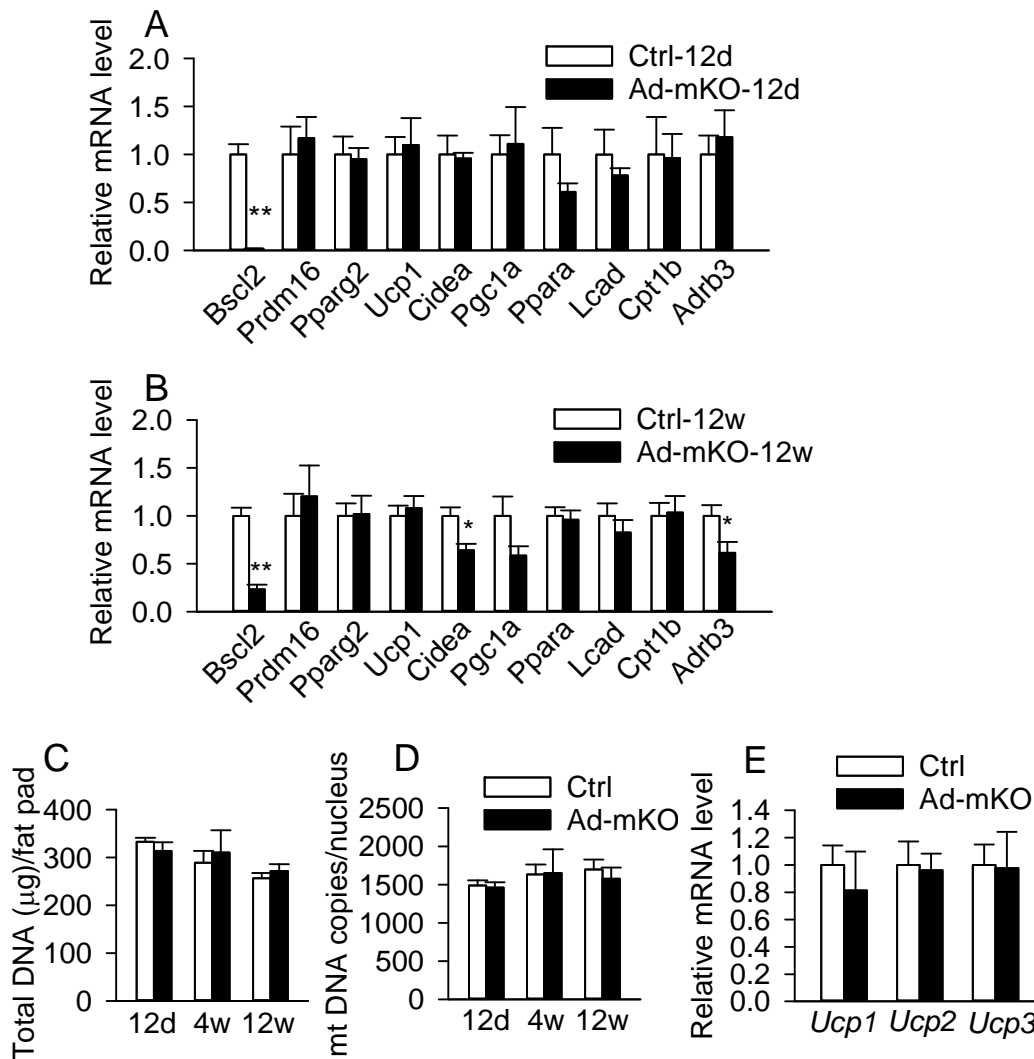 A
Ctrl-12d
Ad-mKO-12d
Relative mRNA level
2.0
1.5
1.0
0.5
0.0
**
Bscl2
Prdm16
Pparg2
Ucp1
Cidea
Pgc1a
Ppara
Lcad
Cpt1b
Adrb3
B
Ctrl-12w
Ad-mKO-12w
Relative mRNA level
2.0
1.5
1.0
0.5
0.0
**
*
*
Bscl2
Prdm16
Pparg2
Ucp1
Cidea
Pgc1a
Ppara
Lcad
Cpt1b
Adrb3
C
Total DNA (μg)/fat pad
400
300
200
100
0
12d 4w 12w
D
Ctrl
Ad-mKO
mt DNA copies/nucleus
2500
2000
1500
1000
500
0
12d 4w 12w
E
Ctrl
Ad-mKO
Relative mRNA level
1.4
1.2
1.0
0.8
0.6
0.4
0.2
0.0
Ucp1 Ucp2 Ucp3